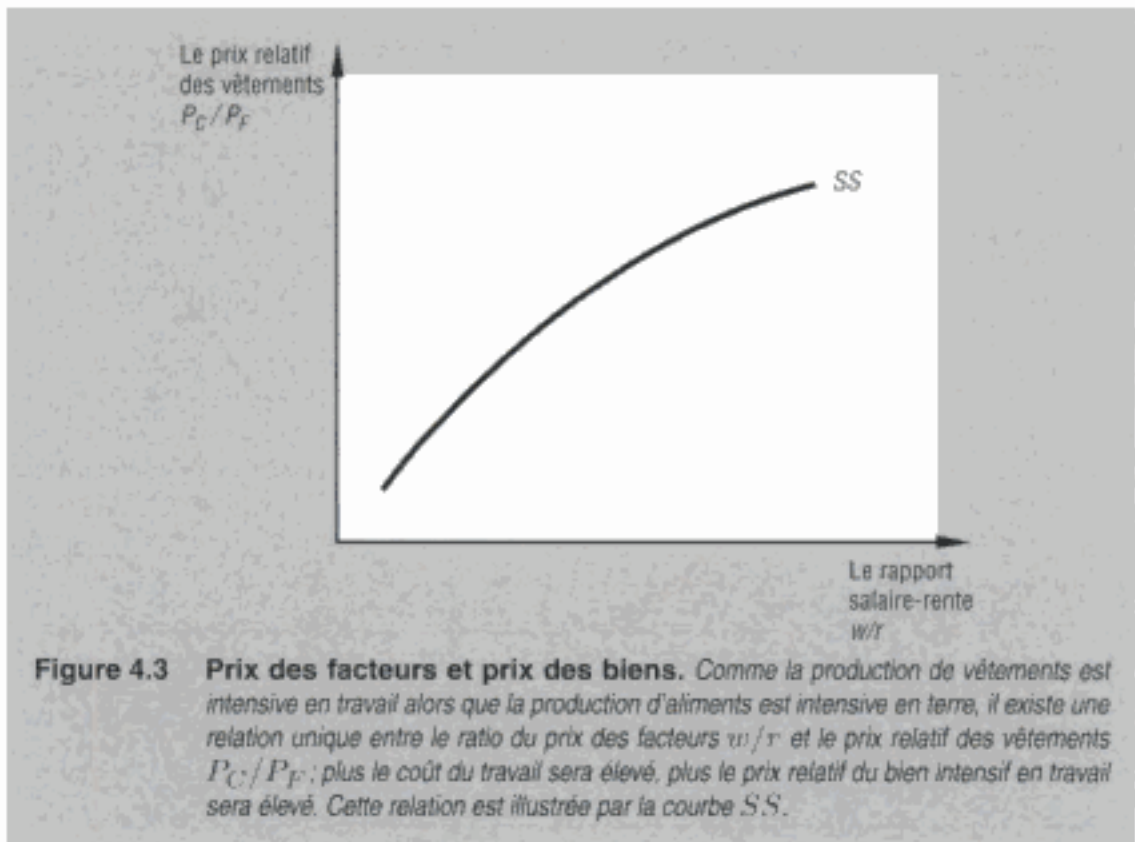 Le prix relatif
des vêtements
P_C/P_F
SS
Le rapport
salaire-rente
w/r
Figure 4.3 Prix des facteurs et prix des biens. Comme la production de vêtements est
intensive en travail alors que la production d'aliments est intensive en terre, il existe une
relation unique entre le ratio du prix des facteurs w/r et le prix relatif des vêtements
P_C/P_F ; plus le coût du travail sera élevé, plus le prix relatif du bien intensif en travail
sera élevé. Cette relation est illustrée par la courbe SS.